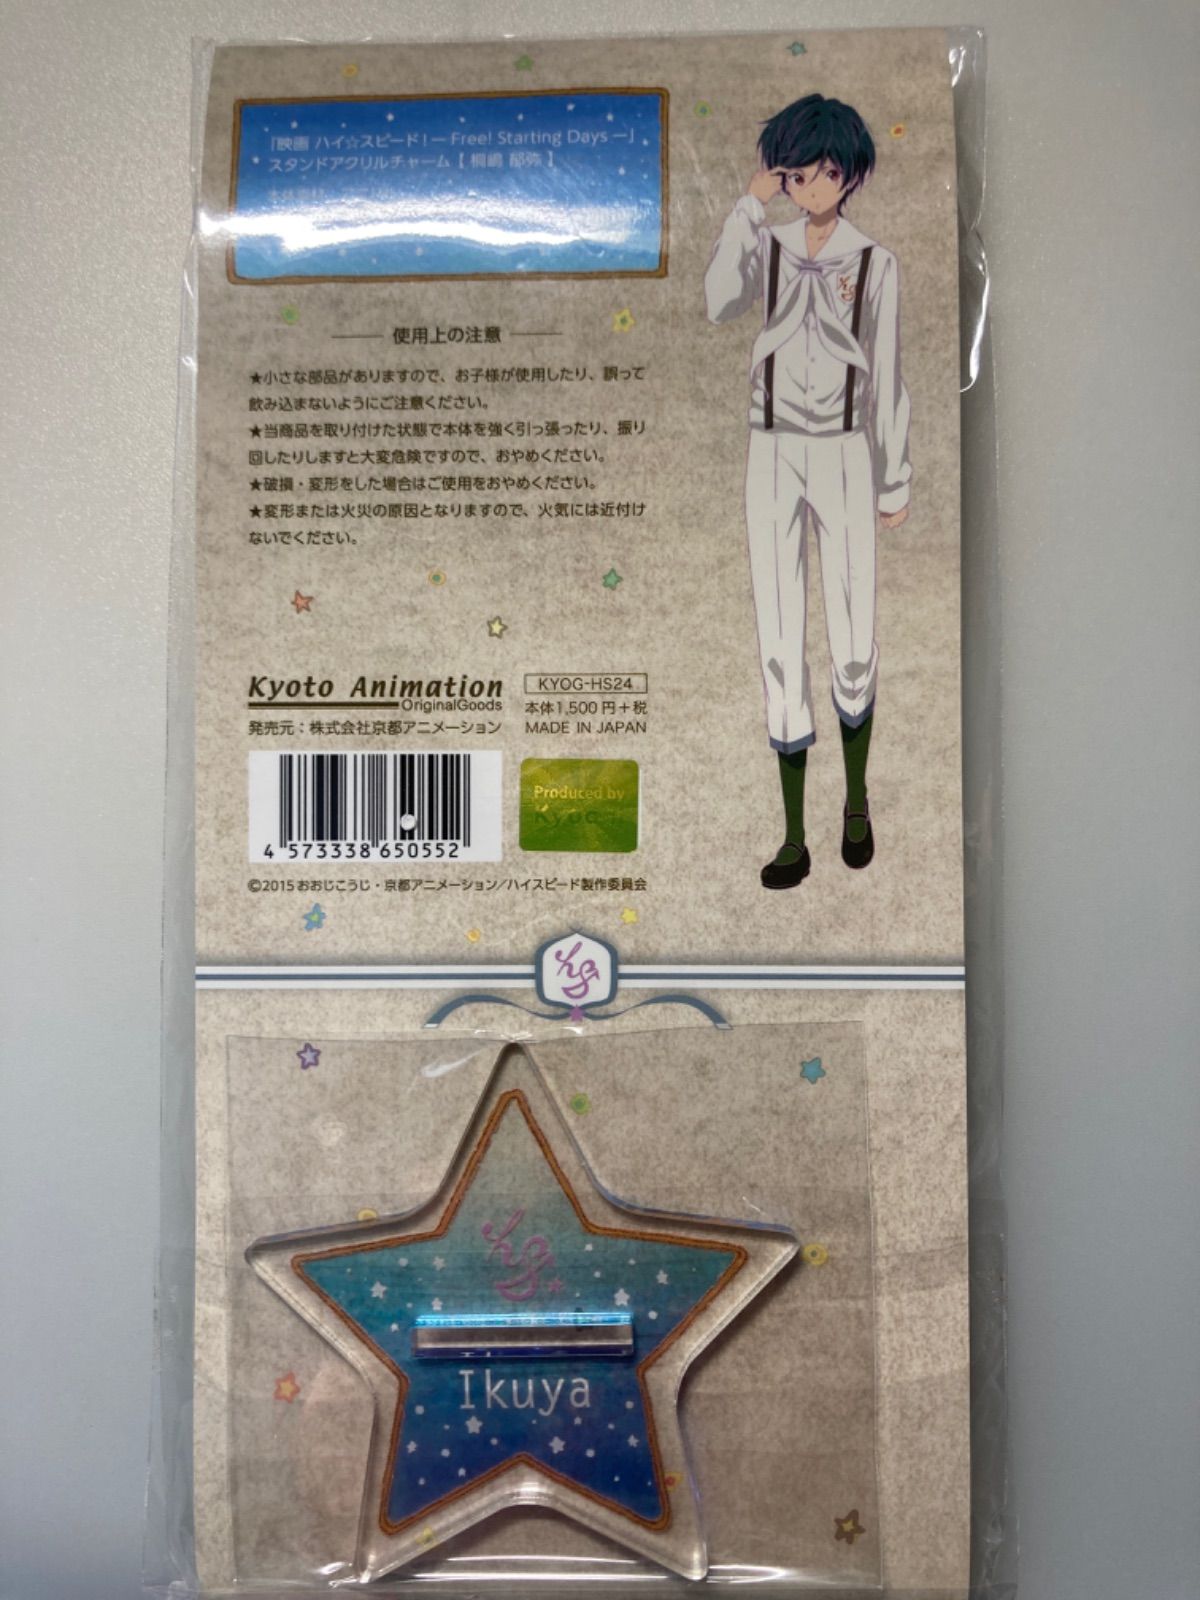 「映画 ハイ☆スピード！― Free! Starting Days ―」
スタンドアクリルチャーム【 桐嶋 郁弥 】
使用上の注意
★小さな部品がありますので、お子様が使用したり、誤って
飲み込まないようにご注意ください。
★当商品を取り付けた状態で本体を強く引っ張ったり、振り
回したりしますと大変危険ですので、おやめください。
★破損・変形をした場合はご使用をおやめください。
★変形または火災の原因となりますので、火気には近付け
ないでください。
Kyoto Animation
OriginalGoods
発売元：株式会社京都アニメーション
KYOG-HS24
本体1,500円+税
MADE IN JAPAN
4 573338 650552
Produced by
©2015 おおじこうじ・京都アニメーション／ハイスピード製作委員会
hs
hs
hs
Ikuya